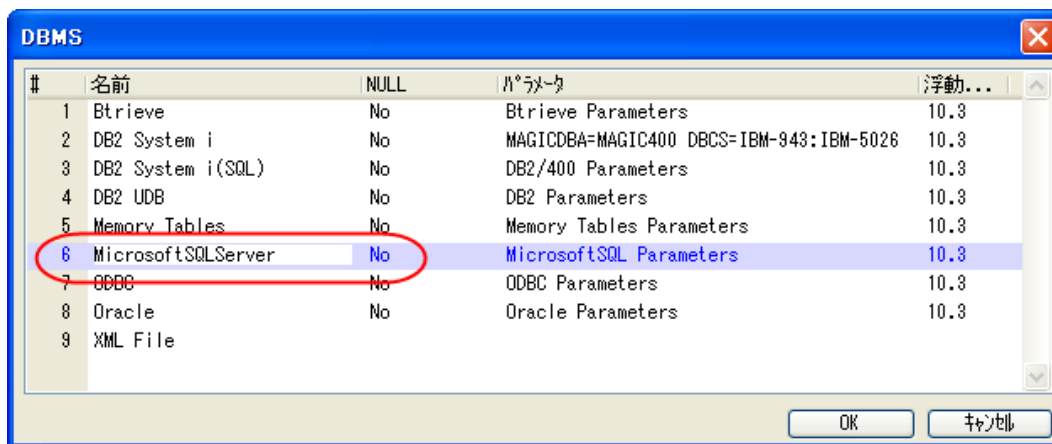 DBMS
# 名前 NULL パラメータ 浮動...
1 Btrieve No Btrieve Parameters 10.3
2 DB2 System i No MAGICDBA=MAGIC400 DBCS=IBM-943:IBM-5026 10.3
3 DB2 System i(SQL) No DB2/400 Parameters 10.3
4 DB2 UDB No DB2 Parameters 10.3
5 Memory Tables No Memory Tables Parameters 10.3
6 MicrosoftSQLServer No MicrosoftSQL Parameters 10.3
7 ODBC No ODBC Parameters 10.3
8 Oracle No Oracle Parameters 10.3
9 XML File
OK キャンセル